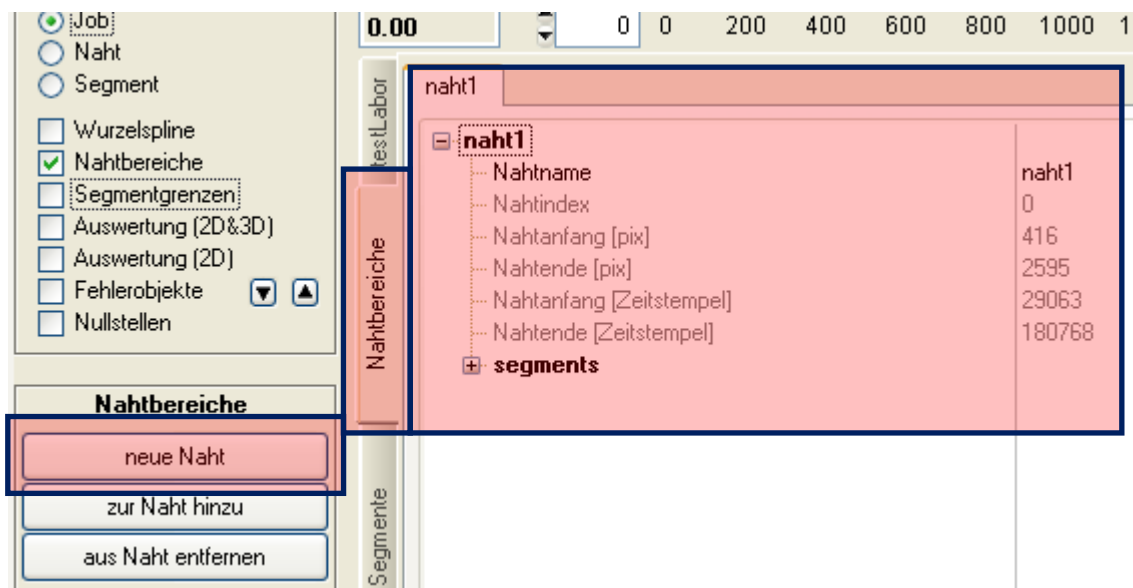 Job
Naht
Segment
Wurzelspline
Nahtbereiche
Segmentgrenzen
Auswertung (2D&3D)
Auswertung (2D)
Fehlerobjekte
Nullstellen
Nahtbereiche
neue Naht
zur Naht hinzu
aus Naht entfernen
0.00
0 0 200 400 600 800 1000 1
testLabor
Nahtbereiche
Segmente
naht1
naht1
Nahtname naht1
Nahtindex 0
Nahtanfang [pix] 416
Nahtende [pix] 2595
Nahtanfang [Zeitstempel] 29063
Nahtende [Zeitstempel] 180768
segments